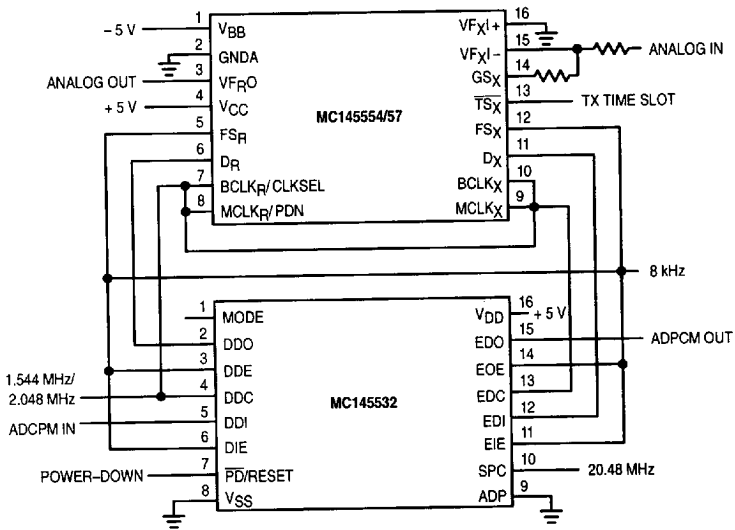 – 5 V 1 VBB
2 GNDA
ANALOG OUT 3 VFRO
+ 5 V 4 VCC
5 FSR
6 DR
7 BCLKR/CLKSEL
8 MCLKR/PDN
MC145554/57
VFXI+ 16
VFXI– 15 ANALOG IN
GSX 14
TSX 13 TX TIME SLOT
FSX 12
DX 11
BCLKX 10
MCLKX 9
8 kHz
1 MODE
2 DDO
3 DDE
1.544 MHz/
2.048 MHz 4 DDC
ADCPM IN 5 DDI
6 DIE
POWER–DOWN 7 PD/RESET
8 VSS
MC145532
VDD 16 + 5 V
EDO 15 ADPCM OUT
EOE 14
EDC 13
EDI 12
EIE 11
SPC 10 20.48 MHz
ADP 9